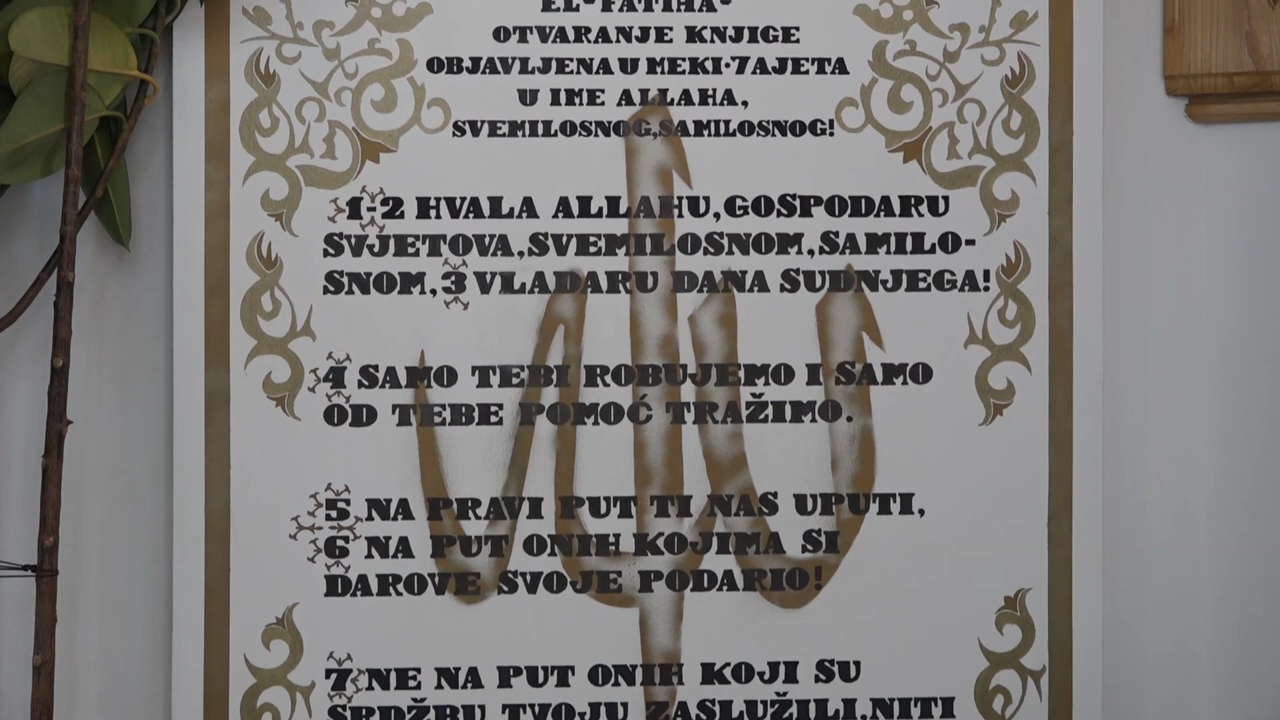 EL-FATIHA-
OTVARANJE KNJIGE
OBJAVLJENA U MEKI·7 AJETA
U IME ALLAHA,
SVEMILOSNOG,SAMILOSNOG!
1-2 HVALA ALLAHU,GOSPODARU
SVJETOVA,SVEMILOSNOM,SAMILO-
SNOM,3 VLADARU DANA SUDNJEGA!
4 SAMO TEBI ROBUJEMO I SAMO
OD TEBE POMOĆ TRAŽIMO.
5 NA PRAVI PUT TI NAS UPUTI,
6 NA PUT ONIH KOJIMA SI
DAROVE SVOJE PODARIO!
7 NE NA PUT ONIH KOJI SU
SRDŽBU TVOJU ZASLUŽILI,NITI